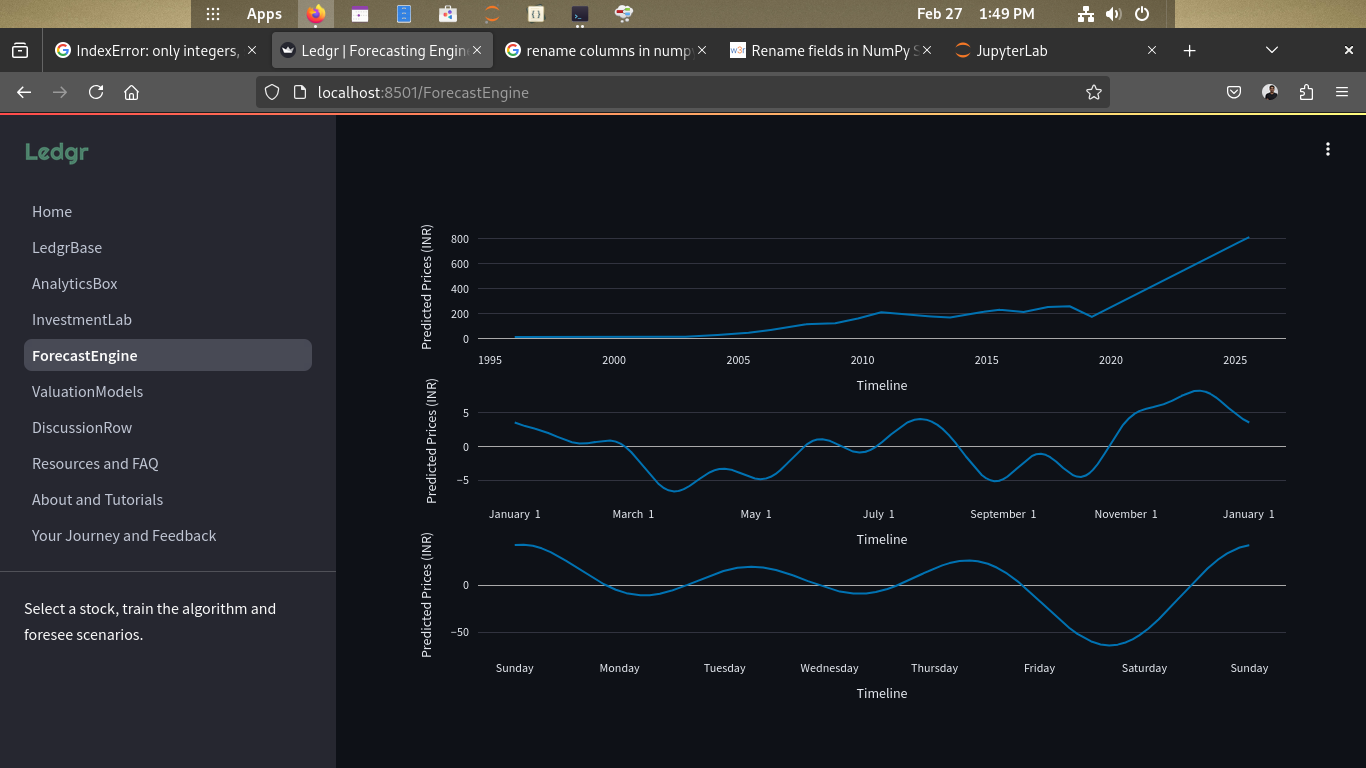 Apps
Feb 27 1:49 PM
IndexError: only integers,
Ledgr | Forecasting Engin
rename columns in numpy
w3r
Rename fields in NumPy S
JupyterLab
localhost:8501/ForecastEngine
Ledgr
Home
LedgrBase
AnalyticsBox
InvestmentLab
ForecastEngine
ValuationModels
DiscussionRow
Resources and FAQ
About and Tutorials
Your Journey and Feedback
Select a stock, train the algorithm and
foresee scenarios.
Predicted Prices (INR)
800
600
400
200
0
1995 2000 2005 2010 2015 2020 2025
Timeline
Predicted Prices (INR)
5
0
−5
January 1 March 1 May 1 July 1 September 1 November 1 January 1
Timeline
Predicted Prices (INR)
0
−50
Sunday Monday Tuesday Wednesday Thursday Friday Saturday Sunday
Timeline